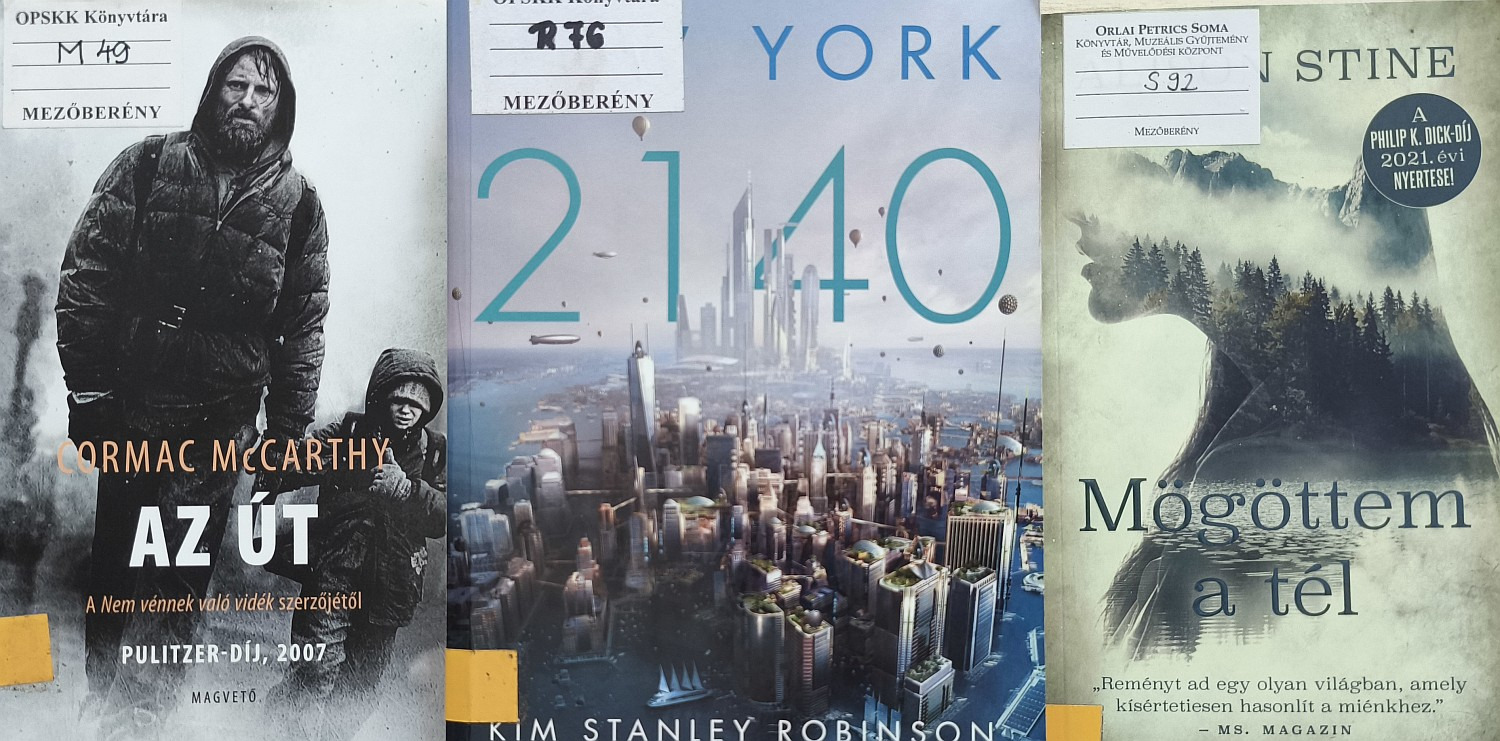 OPSKK Könyvtára
M 49
MEZŐBERÉNY
CORMAC McCARTHY
AZ ÚT
A Nem vénnek való vidék szerzőjétől
PULITZER-DÍJ, 2007
MAGVETŐ
OPSKK Könyvtára
R 76
MEZŐBERÉNY
YORK
2140
KIM STANLEY ROBINSON
ORLAI PETRICS SOMA
KÖNYVTÁR, MUZEÁLIS GYŰJTEMÉNY
ÉS MŰVELŐDÉSI KÖZPONT
S 92
MEZŐBERÉNY
STINE
A
PHILIP K. DICK-DÍJ
2021. évi
NYERTESE!
Mögöttem
a tél
„Reményt ad egy olyan világban, amely
kísértetiesen hasonlít a miénkhez.”
– MS. MAGAZIN